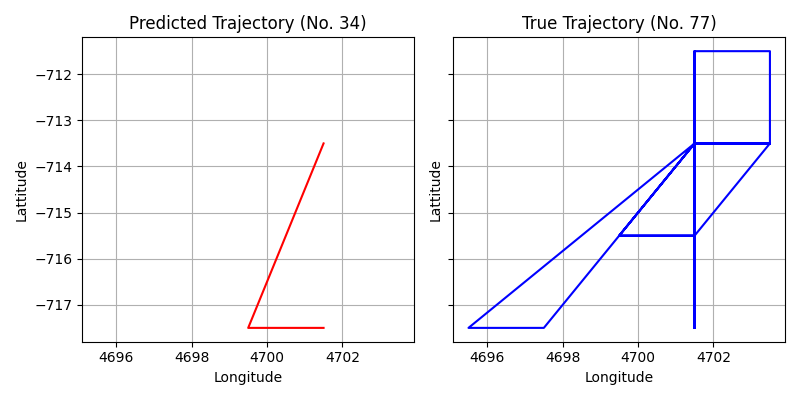 Predicted Trajectory (No. 34)
True Trajectory (No. 77)
−712
−713
−714
−715
−716
−717
Lattitude
4696 4698 4700 4702
Longitude
Lattitude
4696 4698 4700 4702
Longitude